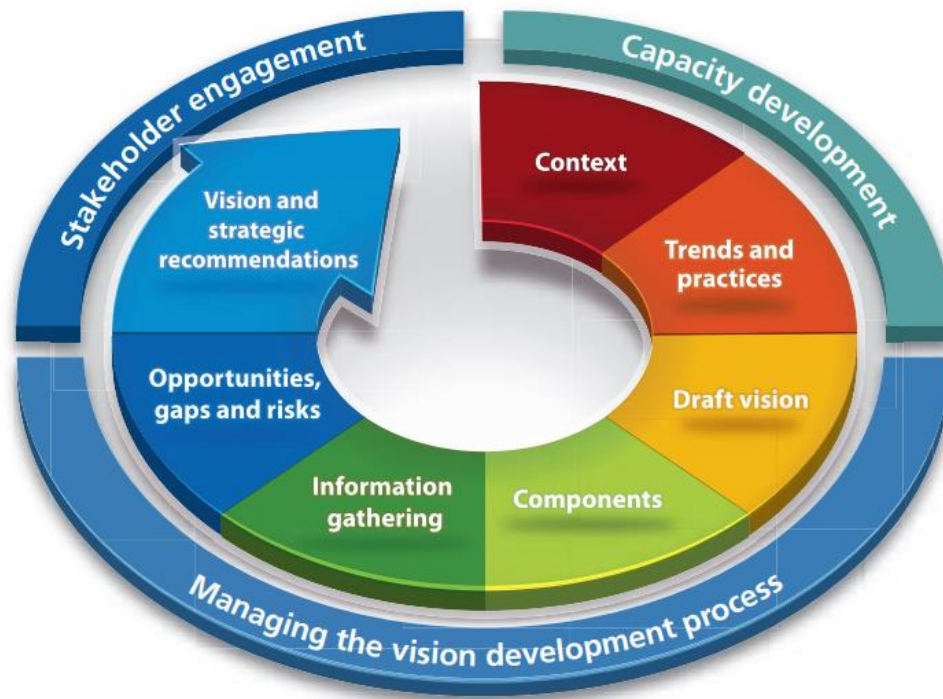 Stakeholder engagement
Capacity development
Context
Trends and
practices
Draft vision
Components
Information
gathering
Opportunities,
gaps and risks
Vision and
strategic
recommendations
Managing the vision development process